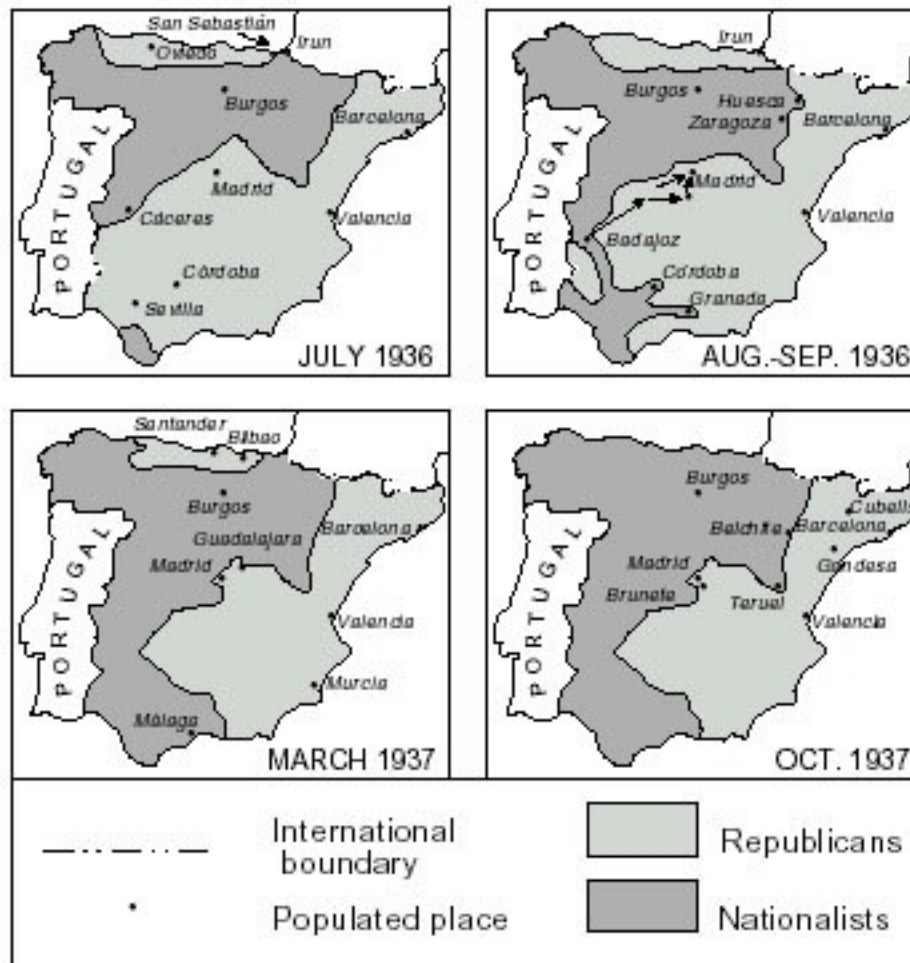 San Sebastián
Irun
Oviedo
Burgos
Barcelona
Madrid
Cáceres
Valencia
Córdoba
Sevilla
PORTUGAL
JULY 1936
Irun
Burgos
Huesca
Zaragoza
Barcelona
Madrid
Valencia
Badajoz
Córdoba
Granada
PORTUGAL
AUG.-SEP. 1936
Santander
Bilbao
Burgos
Barcelona
Guadalajara
Madrid
Valencia
Murcia
Málaga
PORTUGAL
MARCH 1937
Burgos
Cubells
Belchite
Barcelona
Gandesa
Madrid
Brunete
Teruel
Valencia
PORTUGAL
OCT. 1937
International
boundary
Populated place
Republicans
Nationalists